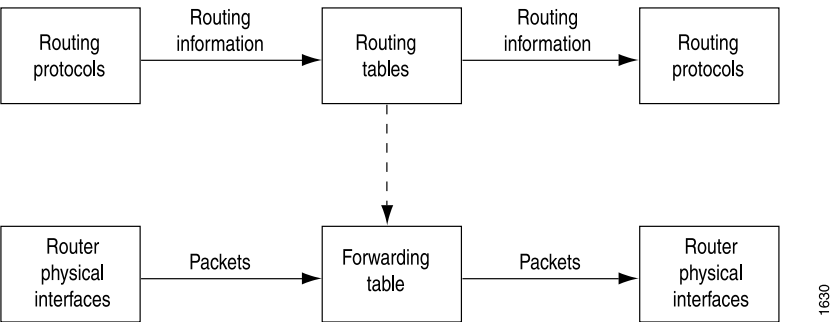 Routing
information
Routing
information
Routing
protocols
Routing
tables
Routing
protocols
Router
physical
interfaces
Packets
Forwarding
table
Packets
Router
physical
interfaces
1630